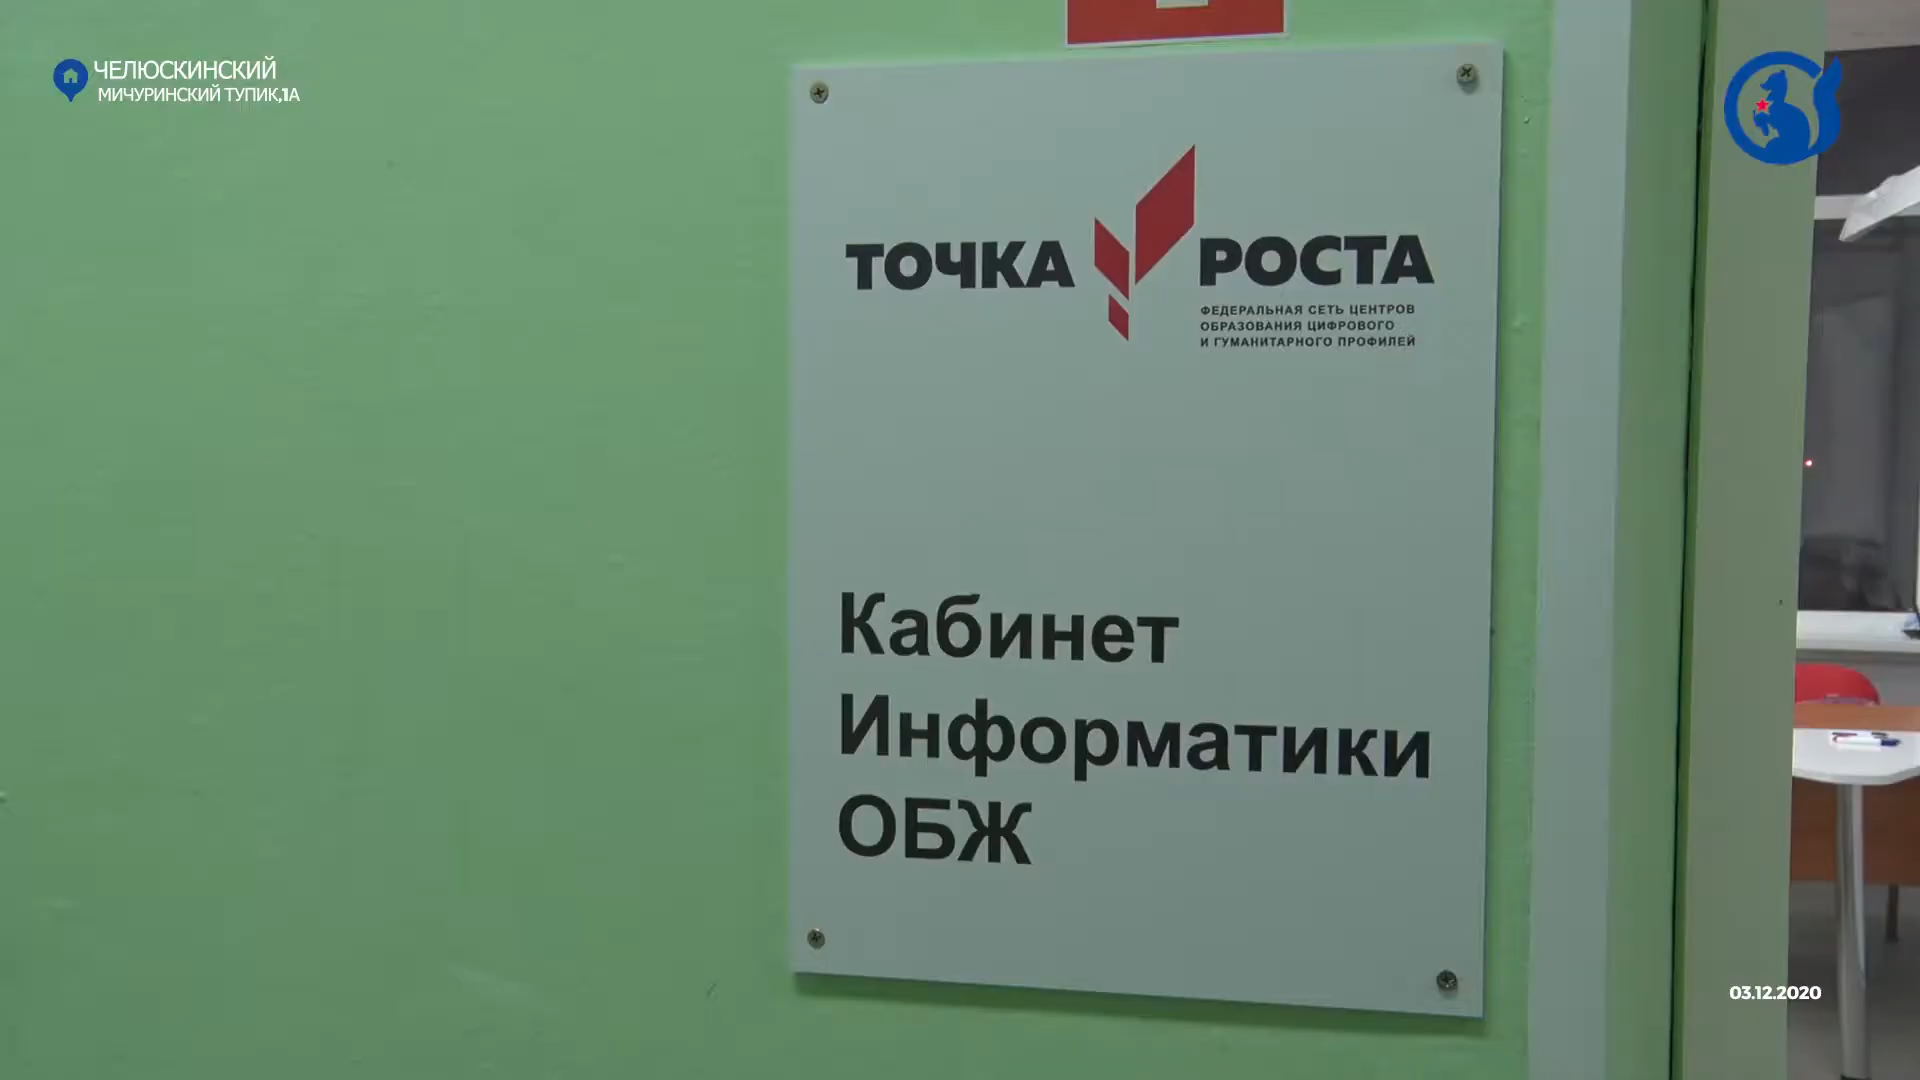 ЧЕЛЮСКИНСКИЙ
МИЧУРИНСКИЙ ТУПИК,1А
ТОЧКА РОСТА
ФЕДЕРАЛЬНАЯ СЕТЬ ЦЕНТРОВ
ОБРАЗОВАНИЯ ЦИФРОВОГО
И ГУМАНИТАРНОГО ПРОФИЛЕЙ
Кабинет
Информатики
ОБЖ
03.12.2020